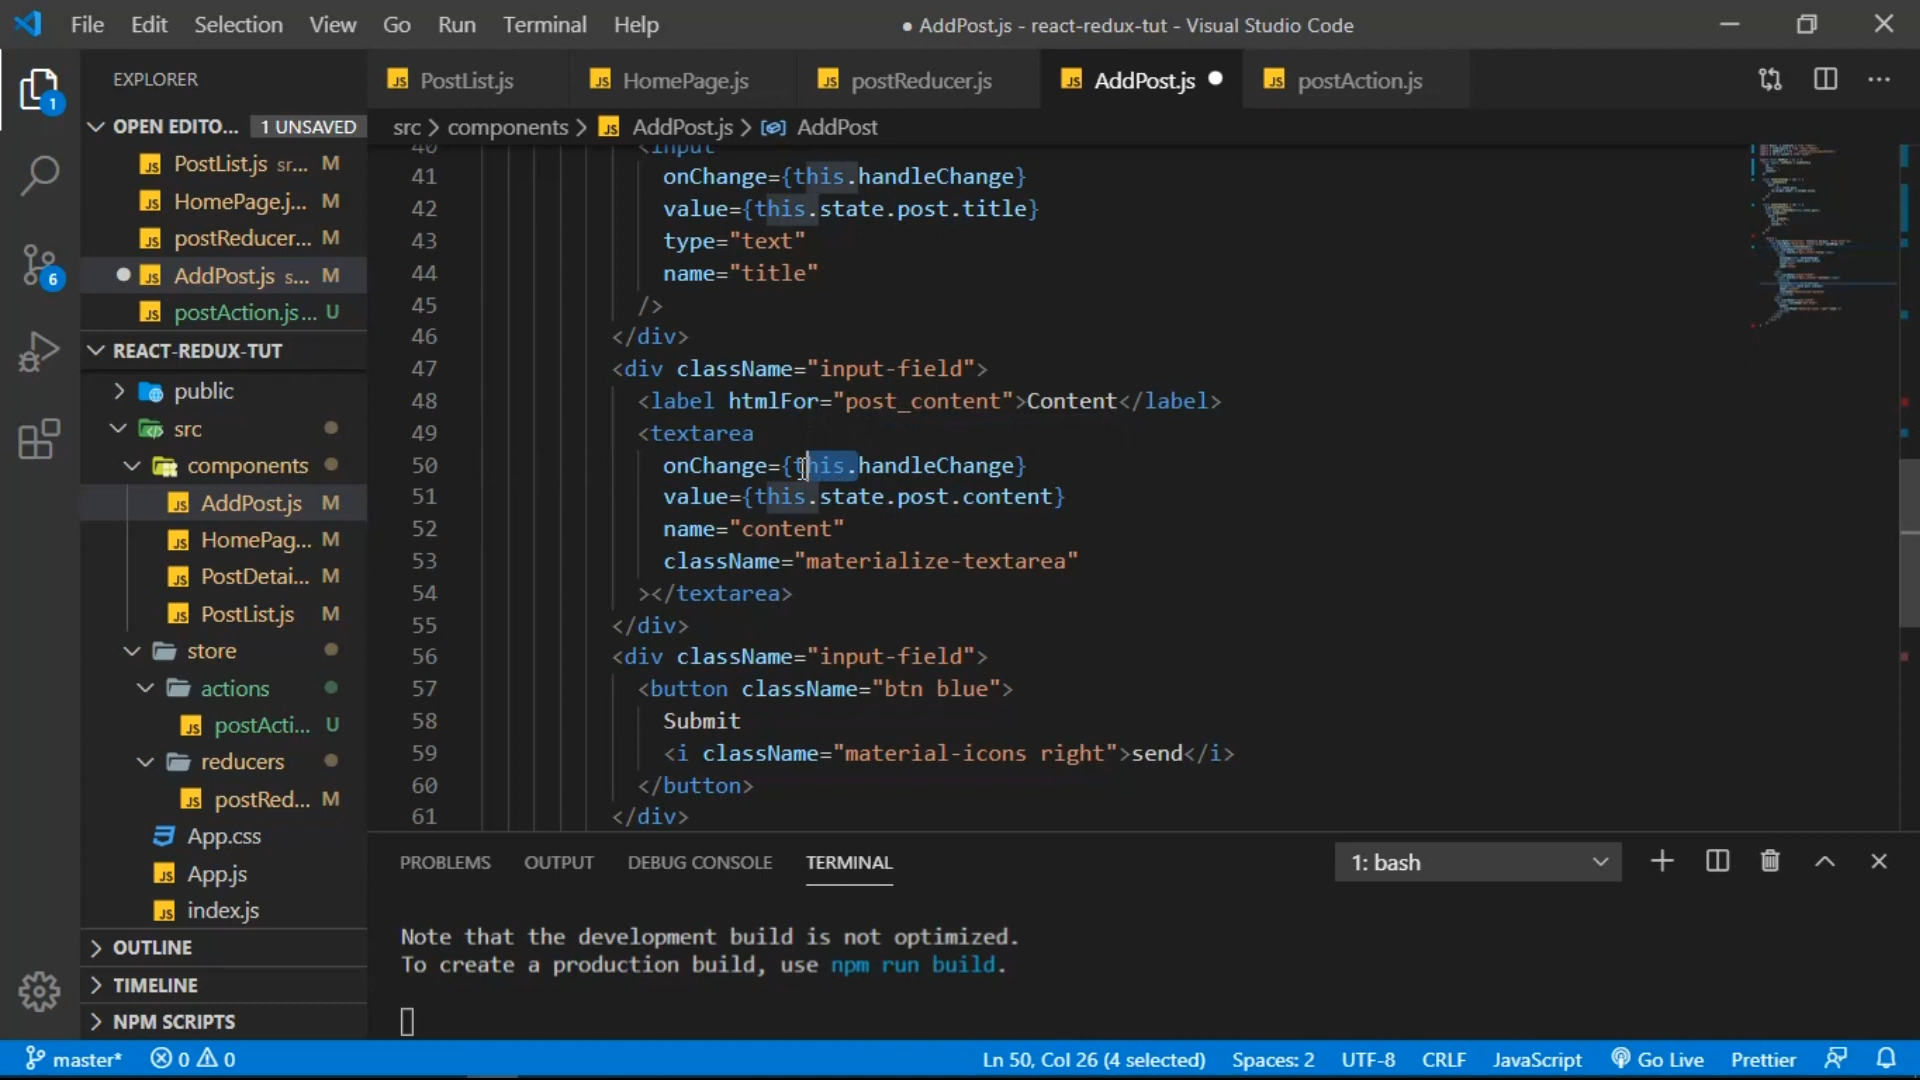 File Edit Selection View Go Run Terminal Help
● AddPost.js - react-redux-tut - Visual Studio Code
EXPLORER
PostList.js
HomePage.js
postReducer.js
AddPost.js
postAction.js
OPEN EDITO... 1 UNSAVED
src > components > AddPost.js > AddPost
PostList.js sr... M
HomePage.j... M
postReducer... M
AddPost.js s... M
postAction.js ... U
REACT-REDUX-TUT
public
src
components
AddPost.js M
HomePag... M
PostDetai... M
PostList.js M
store
actions
postActi... U
reducers
postRed... M
App.css
App.js
index.js
OUTLINE
TIMELINE
NPM SCRIPTS
1
6
40 <input
41 onChange={this.handleChange}
42 value={this.state.post.title}
43 type="text"
44 name="title"
45 />
46 </div>
47 <div className="input-field">
48 <label htmlFor="post_content">Content</label>
49 <textarea
50 onChange={this.handleChange}
51 value={this.state.post.content}
52 name="content"
53 className="materialize-textarea"
54 ></textarea>
55 </div>
56 <div className="input-field">
57 <button className="btn blue">
58 Submit
59 <i className="material-icons right">send</i>
60 </button>
61 </div>
PROBLEMS OUTPUT DEBUG CONSOLE TERMINAL
1: bash
Note that the development build is not optimized.
To create a production build, use npm run build.
master* 0 0
Ln 50, Col 26 (4 selected) Spaces: 2 UTF-8 CRLF JavaScript Go Live Prettier